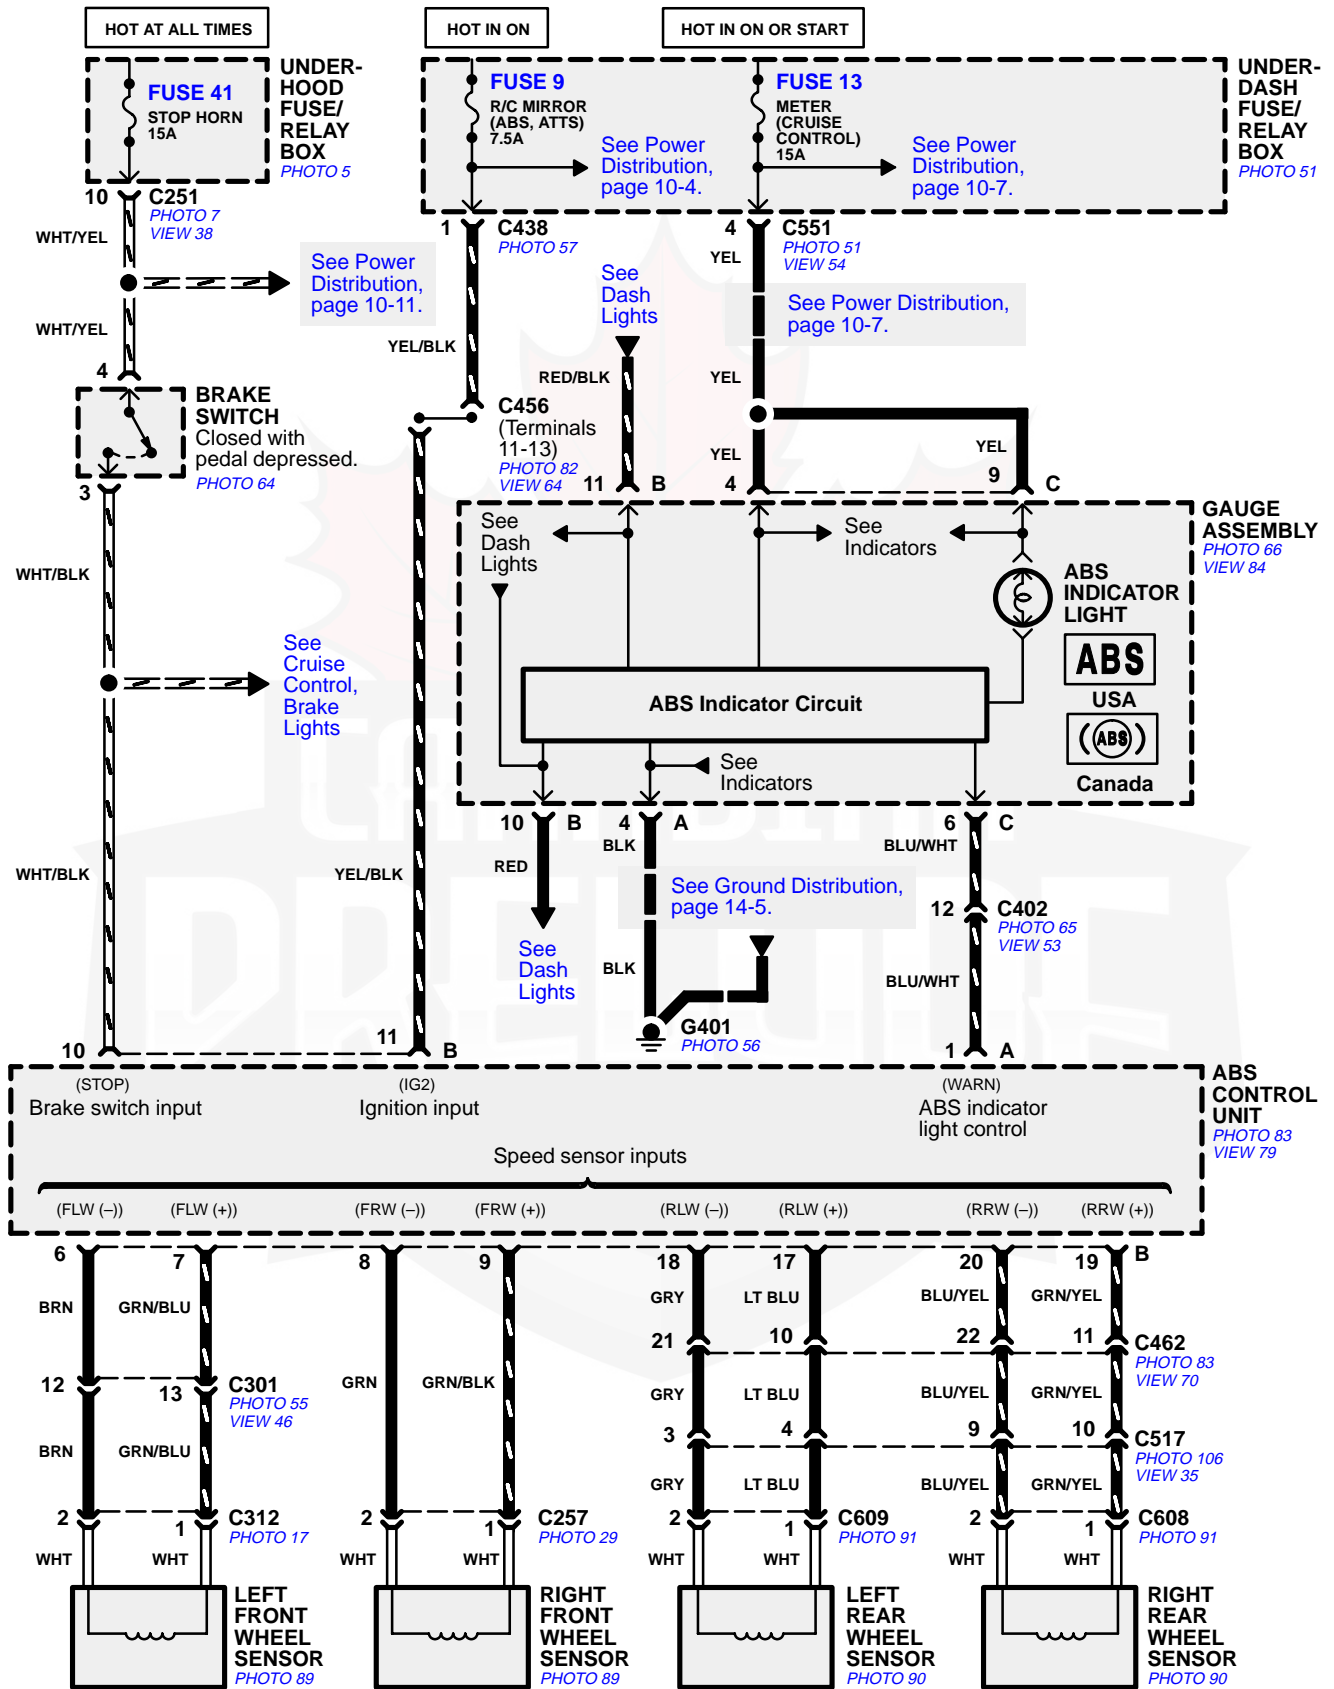 HOT AT ALL TIMES
HOT IN ON
HOT IN ON OR START
FUSE 41
STOP HORN
15A
UNDER-
HOOD
FUSE/
RELAY
BOX
PHOTO 5
FUSE 9
R/C MIRROR
(ABS, ATTS)
7.5A
See Power
Distribution,
page 10-4.
FUSE 13
METER
(CRUISE
CONTROL)
15A
See Power
Distribution,
page 10-7.
UNDER-
DASH
FUSE/
RELAY
BOX
PHOTO 51
10
C251
PHOTO 7
VIEW 38
WHT/YEL
See Power
Distribution,
page 10-11.
WHT/YEL
4
1
C438
PHOTO 57
YEL/BLK
4
C551
PHOTO 51
VIEW 54
YEL
See
Dash
Lights
See Power Distribution,
page 10-7.
RED/BLK
YEL
BRAKE
SWITCH
Closed with
pedal depressed.
PHOTO 64
3
C456
(Terminals
11-13)
PHOTO 82
VIEW 64
11
B
YEL
4
YEL
9
C
GAUGE
ASSEMBLY
PHOTO 66
VIEW 84
See
Dash
Lights
See
Indicators
ABS
INDICATOR
LIGHT
ABS
USA
(ABS)
Canada
ABS Indicator Circuit
See
Indicators
WHT/BLK
See
Cruise
Control,
Brake
Lights
WHT/BLK
YEL/BLK
10
B
RED
See
Dash
Lights
4
A
BLK
See Ground Distribution,
page 14-5.
BLK
G401
PHOTO 56
6
C
BLU/WHT
12
C402
PHOTO 65
VIEW 53
BLU/WHT
10
11
B
1
A
ABS
CONTROL
UNIT
PHOTO 83
VIEW 79
(STOP)
Brake switch input
(IG2)
Ignition input
(WARN)
ABS indicator
light control
Speed sensor inputs
(FLW (–))
(FLW (+))
(FRW (–))
(FRW (+))
(RLW (–))
(RLW (+))
(RRW (–))
(RRW (+))
6
7
8
9
18
17
20
19
B
BRN
GRN/BLU
GRY
LT BLU
BLU/YEL
GRN/YEL
21
10
22
11
C462
PHOTO 83
VIEW 70
12
13
C301
PHOTO 55
VIEW 46
GRN
GRN/BLK
GRY
LT BLU
BLU/YEL
GRN/YEL
3
4
9
10
C517
PHOTO 106
VIEW 35
BRN
GRN/BLU
GRY
LT BLU
BLU/YEL
GRN/YEL
2
1
C312
PHOTO 17
2
1
C257
PHOTO 29
2
1
C609
PHOTO 91
2
1
C608
PHOTO 91
WHT
WHT
WHT
WHT
WHT
WHT
WHT
WHT
LEFT
FRONT
WHEEL
SENSOR
PHOTO 89
RIGHT
FRONT
WHEEL
SENSOR
PHOTO 89
LEFT
REAR
WHEEL
SENSOR
PHOTO 90
RIGHT
REAR
WHEEL
SENSOR
PHOTO 90